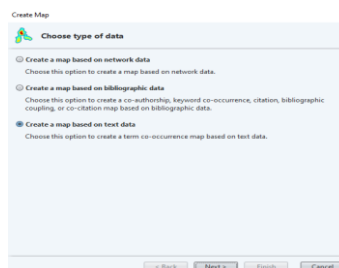 Create Map
Choose type of data
Create a map based on network data
Choose this option to create a map based on network data.
Create a map based on bibliographic data
Choose this option to create a co-authorship, keyword co-occurrence, citation, bibliographic
coupling, or co-citation map based on bibliographic data.
Create a map based on text data
Choose this option to create a term co-occurrence map based on text data.
< Back Next > Finish Cancel